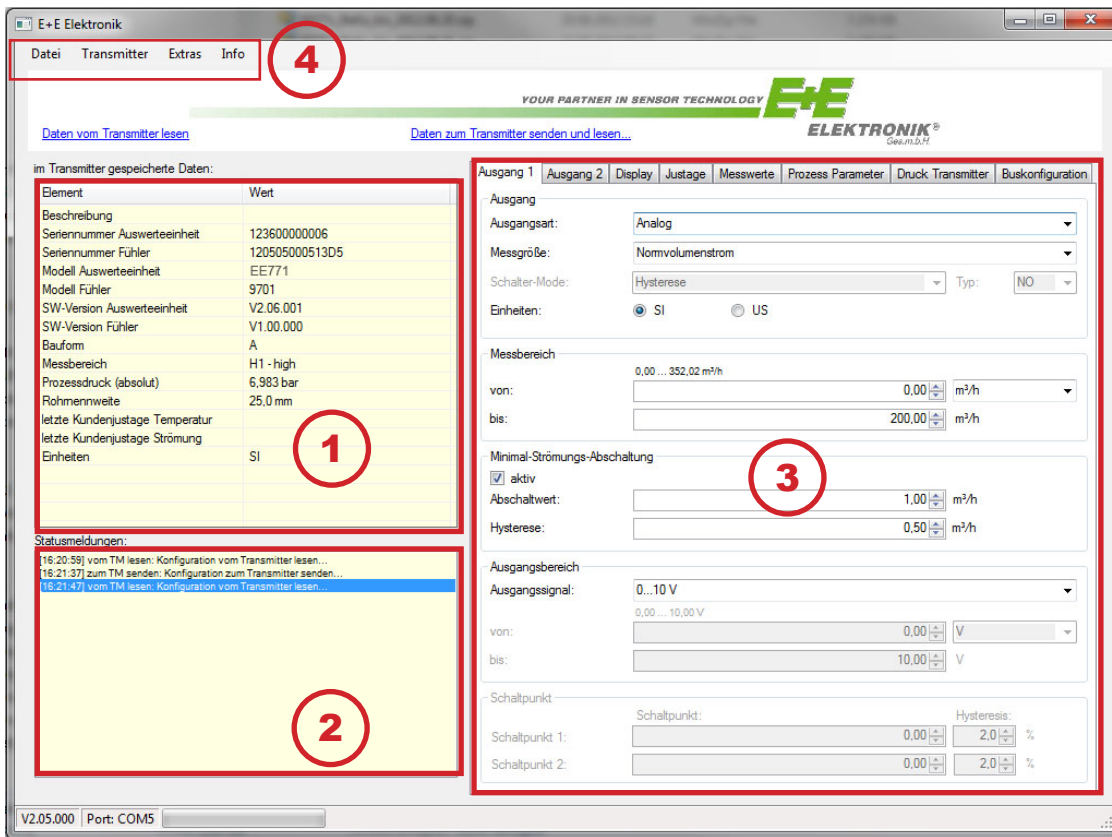 E+E Elektronik
Datei Transmitter Extras Info
4
YOUR PARTNER IN SENSOR TECHNOLOGY
E+E
ELEKTRONIK®
Ges.m.b.H.
Daten vom Transmitter lesen
Daten zum Transmitter senden und lesen...
im Transmitter gespeicherte Daten:
Element Wert
Beschreibung
Seriennummer Auswerteeinheit 123600000006
Seriennummer Fühler 120505000513D5
Modell Auswerteeinheit EE771
Modell Fühler 9701
SW-Version Auswerteeinheit V2.06.001
SW-Version Fühler V1.00.000
Bauform A
Messbereich H1 - high
Prozessdruck (absolut) 6,983 bar
Rohrnennweite 25,0 mm
letzte Kundenjustage Temperatur
letzte Kundenjustage Strömung
Einheiten SI
1
Statusmeldungen:
[16:20:59] vom TM lesen: Konfiguration vom Transmitter lesen...
[16:21:37] zum TM senden: Konfiguration zum Transmitter senden...
[16:21:47] vom TM lesen: Konfiguration vom Transmitter lesen...
2
Ausgang 1 Ausgang 2 Display Justage Messwerte Prozess Parameter Druck Transmitter Buskonfiguration
Ausgang
Ausgangsart: Analog
Messgröße: Normvolumenstrom
Schalter-Mode: Hysterese Typ: NO
Einheiten: SI US
Messbereich
0,00 ... 352,02 m³/h
von: 0,00 m³/h
bis: 200,00 m³/h
Minimal-Strömungs-Abschaltung
aktiv
Abschaltwert: 1,00 m³/h
Hysterese: 0,50 m³/h
3
Ausgangsbereich
Ausgangssignal: 0...10 V
0,00 ... 10,00 V
von: 0,00 V
bis: 10,00 V
Schaltpunkt
Schaltpunkt: Hysteresis:
Schaltpunkt 1: 0,00 2,0 %
Schaltpunkt 2: 0,00 2,0 %
V2.05.000 Port: COM5